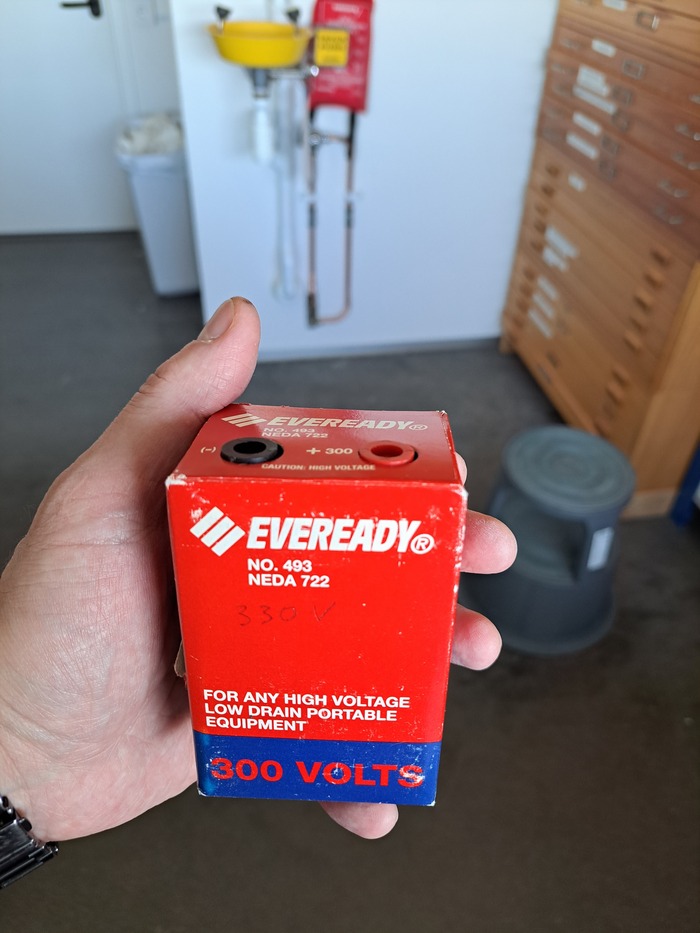 EVEREADY®
NO. 493
NEDA 722
(-) + 300
CAUTION: HIGH VOLTAGE
EVEREADY®
NO. 493
NEDA 722
330 V
FOR ANY HIGH VOLTAGE
LOW DRAIN PORTABLE
EQUIPMENT
300 VOLTS